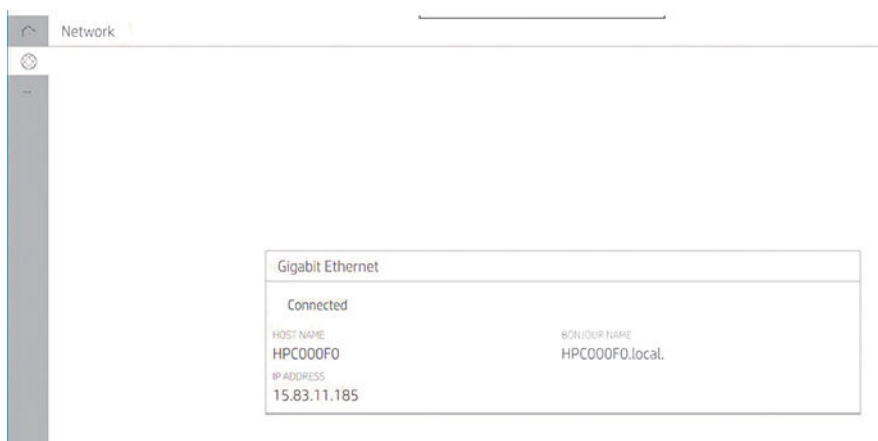 Network
Gigabit Ethernet
Connected
HOST NAME
HPC000F0
BONJOUR NAME
HPC000F0.local.
IP ADDRESS
15.83.11.185